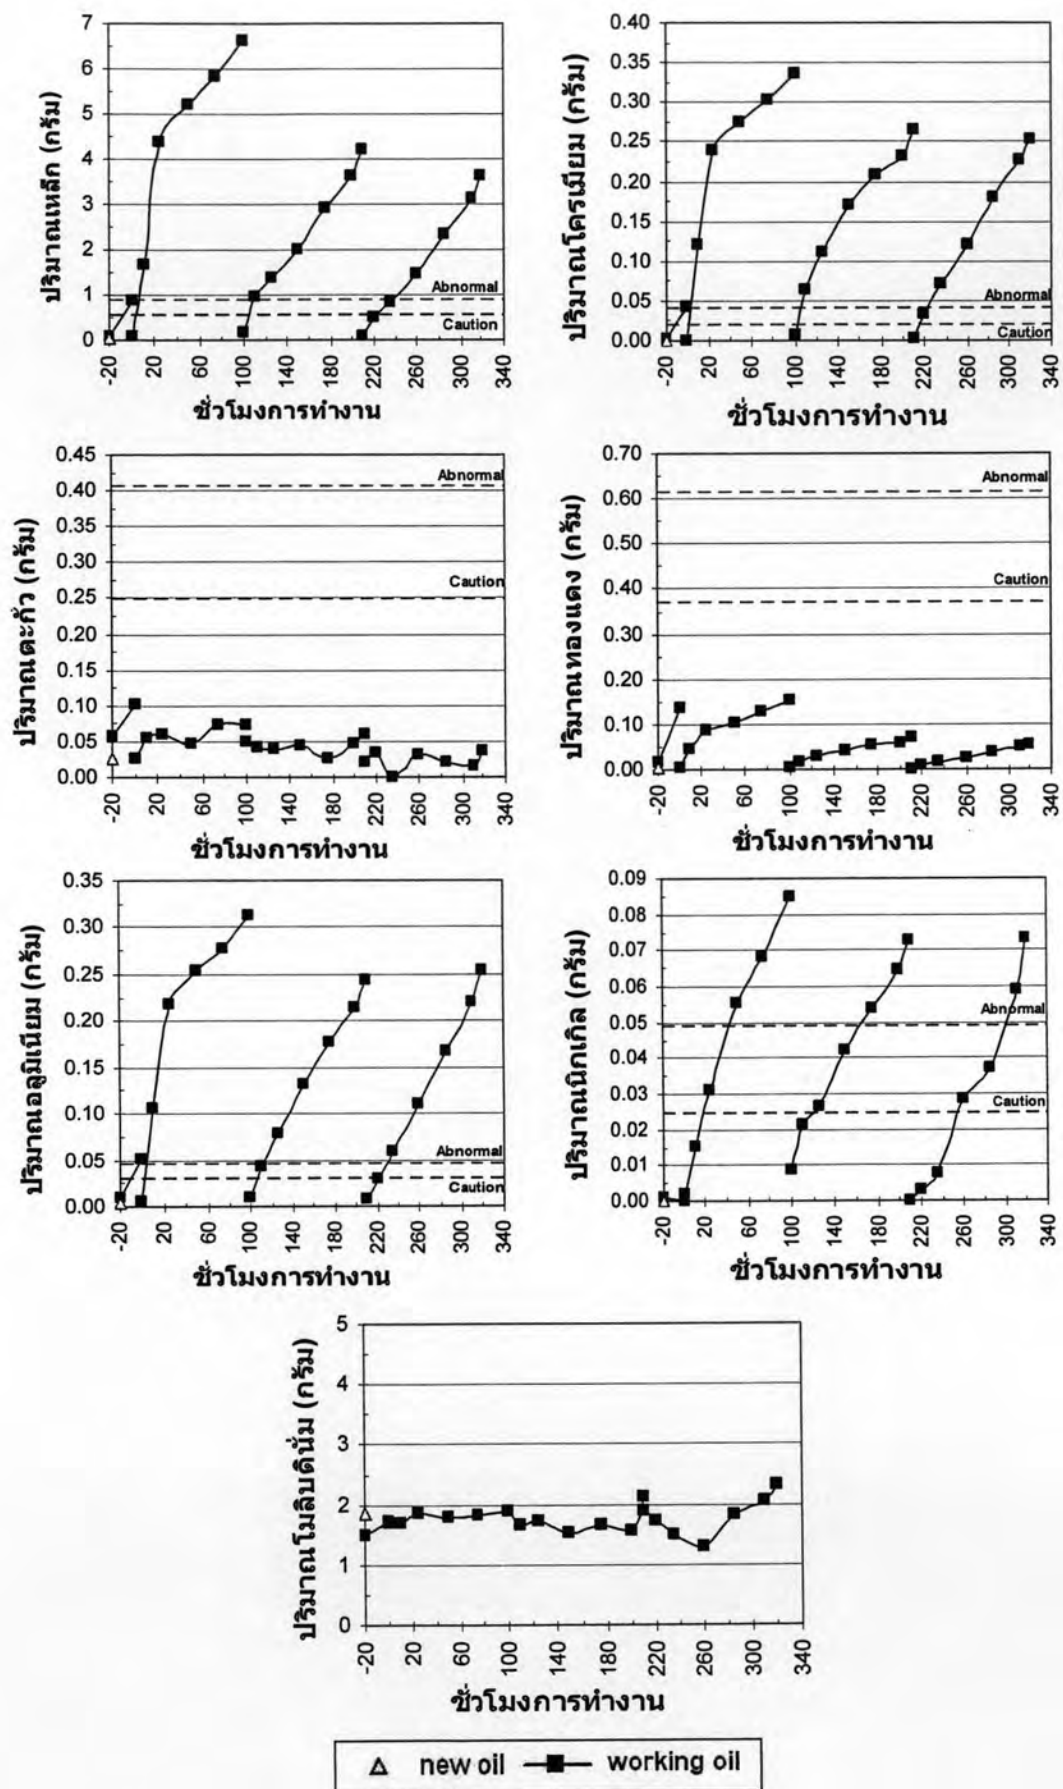 ปริมาณเหล็ก (กรัม)
7
6
5
4
3
2
1
0
Abnormal
Caution
-20 20 60 100 140 180 220 260 300 340
ชั่วโมงการทำงาน
ปริมาณโครเมียม (กรัม)
0.40
0.35
0.30
0.25
0.20
0.15
0.10
0.05
0.00
Abnormal
Caution
-20 20 60 100 140 180 220 260 300 340
ชั่วโมงการทำงาน
ปริมาณตะกั่ว (กรัม)
0.45
0.40
0.35
0.30
0.25
0.20
0.15
0.10
0.05
0.00
Abnormal
Caution
-20 20 60 100 140 180 220 260 300 340
ชั่วโมงการทำงาน
ปริมาณทองแดง (กรัม)
0.70
0.60
0.50
0.40
0.30
0.20
0.10
0.00
Abnormal
Caution
-20 20 60 100 140 180 220 260 300 340
ชั่วโมงการทำงาน
ปริมาณอลูมิเนียม (กรัม)
0.35
0.30
0.25
0.20
0.15
0.10
0.05
0.00
Abnormal
Caution
-20 20 60 100 140 180 220 260 300 340
ชั่วโมงการทำงาน
ปริมาณนิกเกิล (กรัม)
0.09
0.08
0.07
0.06
0.05
0.04
0.03
0.02
0.01
0.00
Abnormal
Caution
-20 20 60 100 140 180 220 260 300 340
ชั่วโมงการทำงาน
ปริมาณโมลิบดินั่ม (กรัม)
5
4
3
2
1
0
-20 20 60 100 140 180 220 260 300 340
ชั่วโมงการทำงาน
new oil working oil